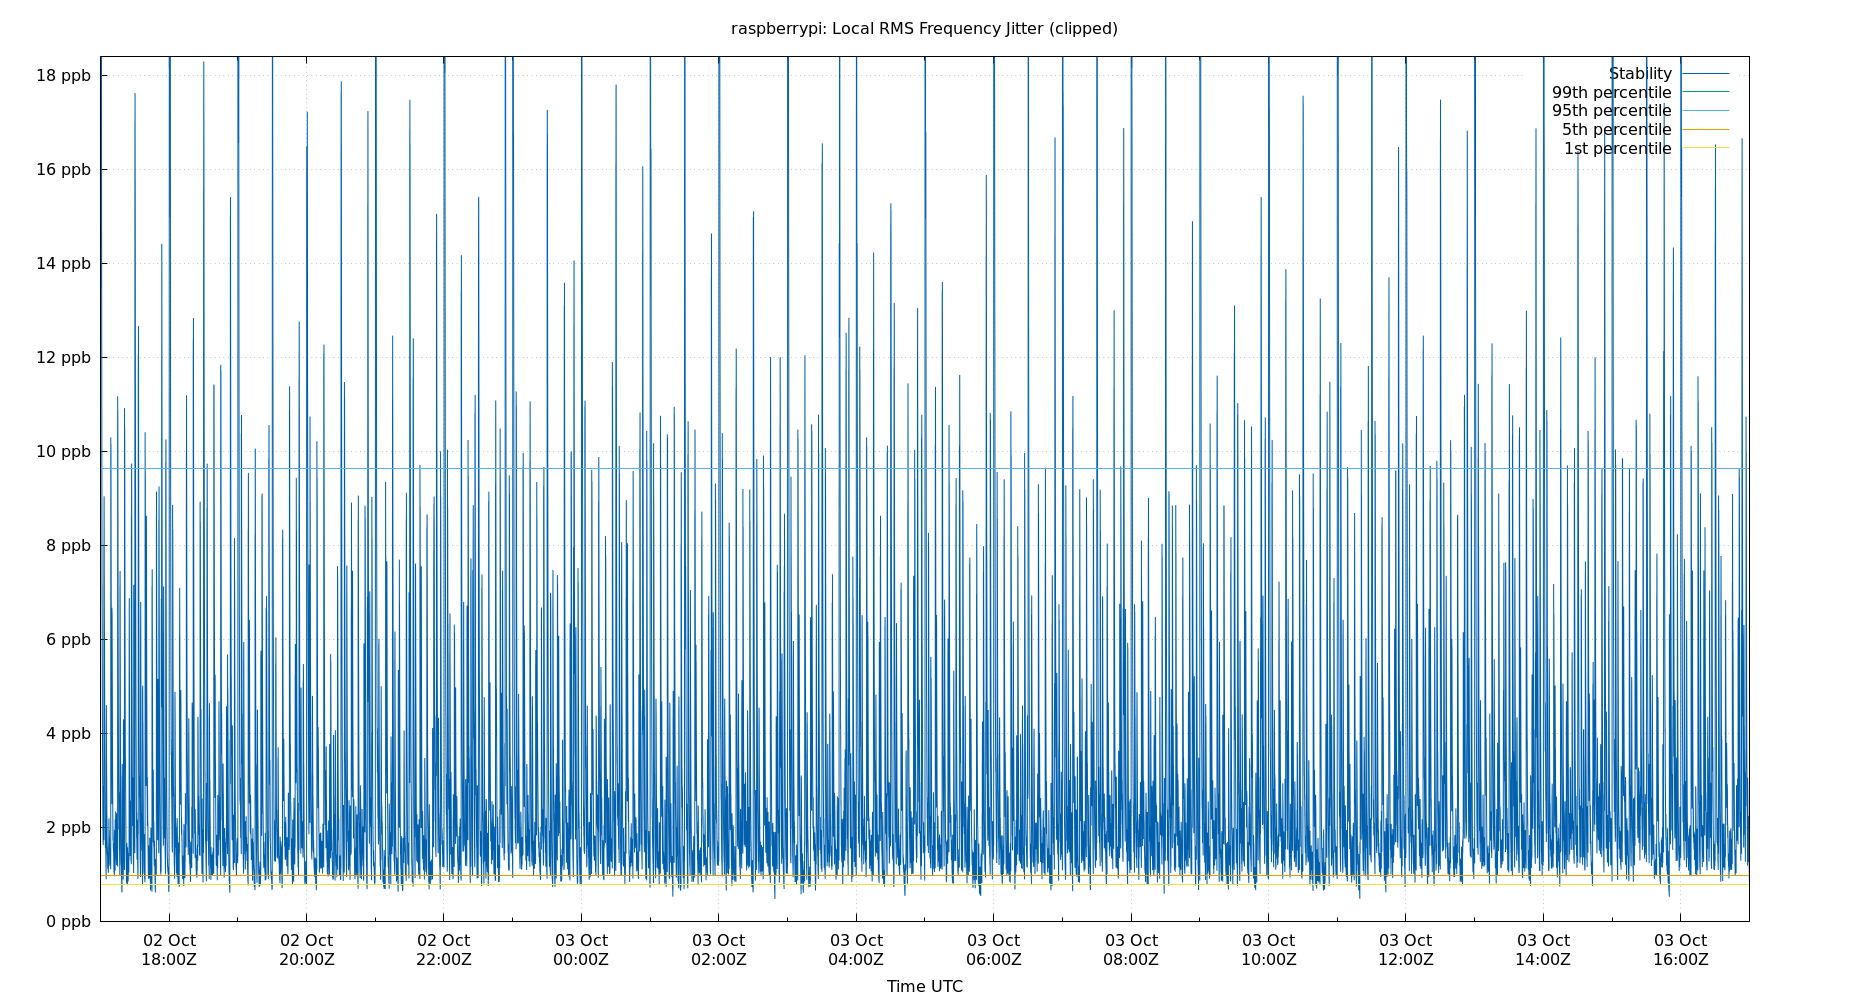 raspberrypi: Local RMS Frequency Jitter (clipped)
18 ppb
16 ppb
14 ppb
12 ppb
10 ppb
8 ppb
6 ppb
4 ppb
2 ppb
0 ppb
Stability
99th percentile
95th percentile
5th percentile
1st percentile
02 Oct 02 Oct 02 Oct 03 Oct 03 Oct 03 Oct 03 Oct 03 Oct 03 Oct 03 Oct 03 Oct 03 Oct
18:00Z 20:00Z 22:00Z 00:00Z 02:00Z 04:00Z 06:00Z 08:00Z 10:00Z 12:00Z 14:00Z 16:00Z
Time UTC